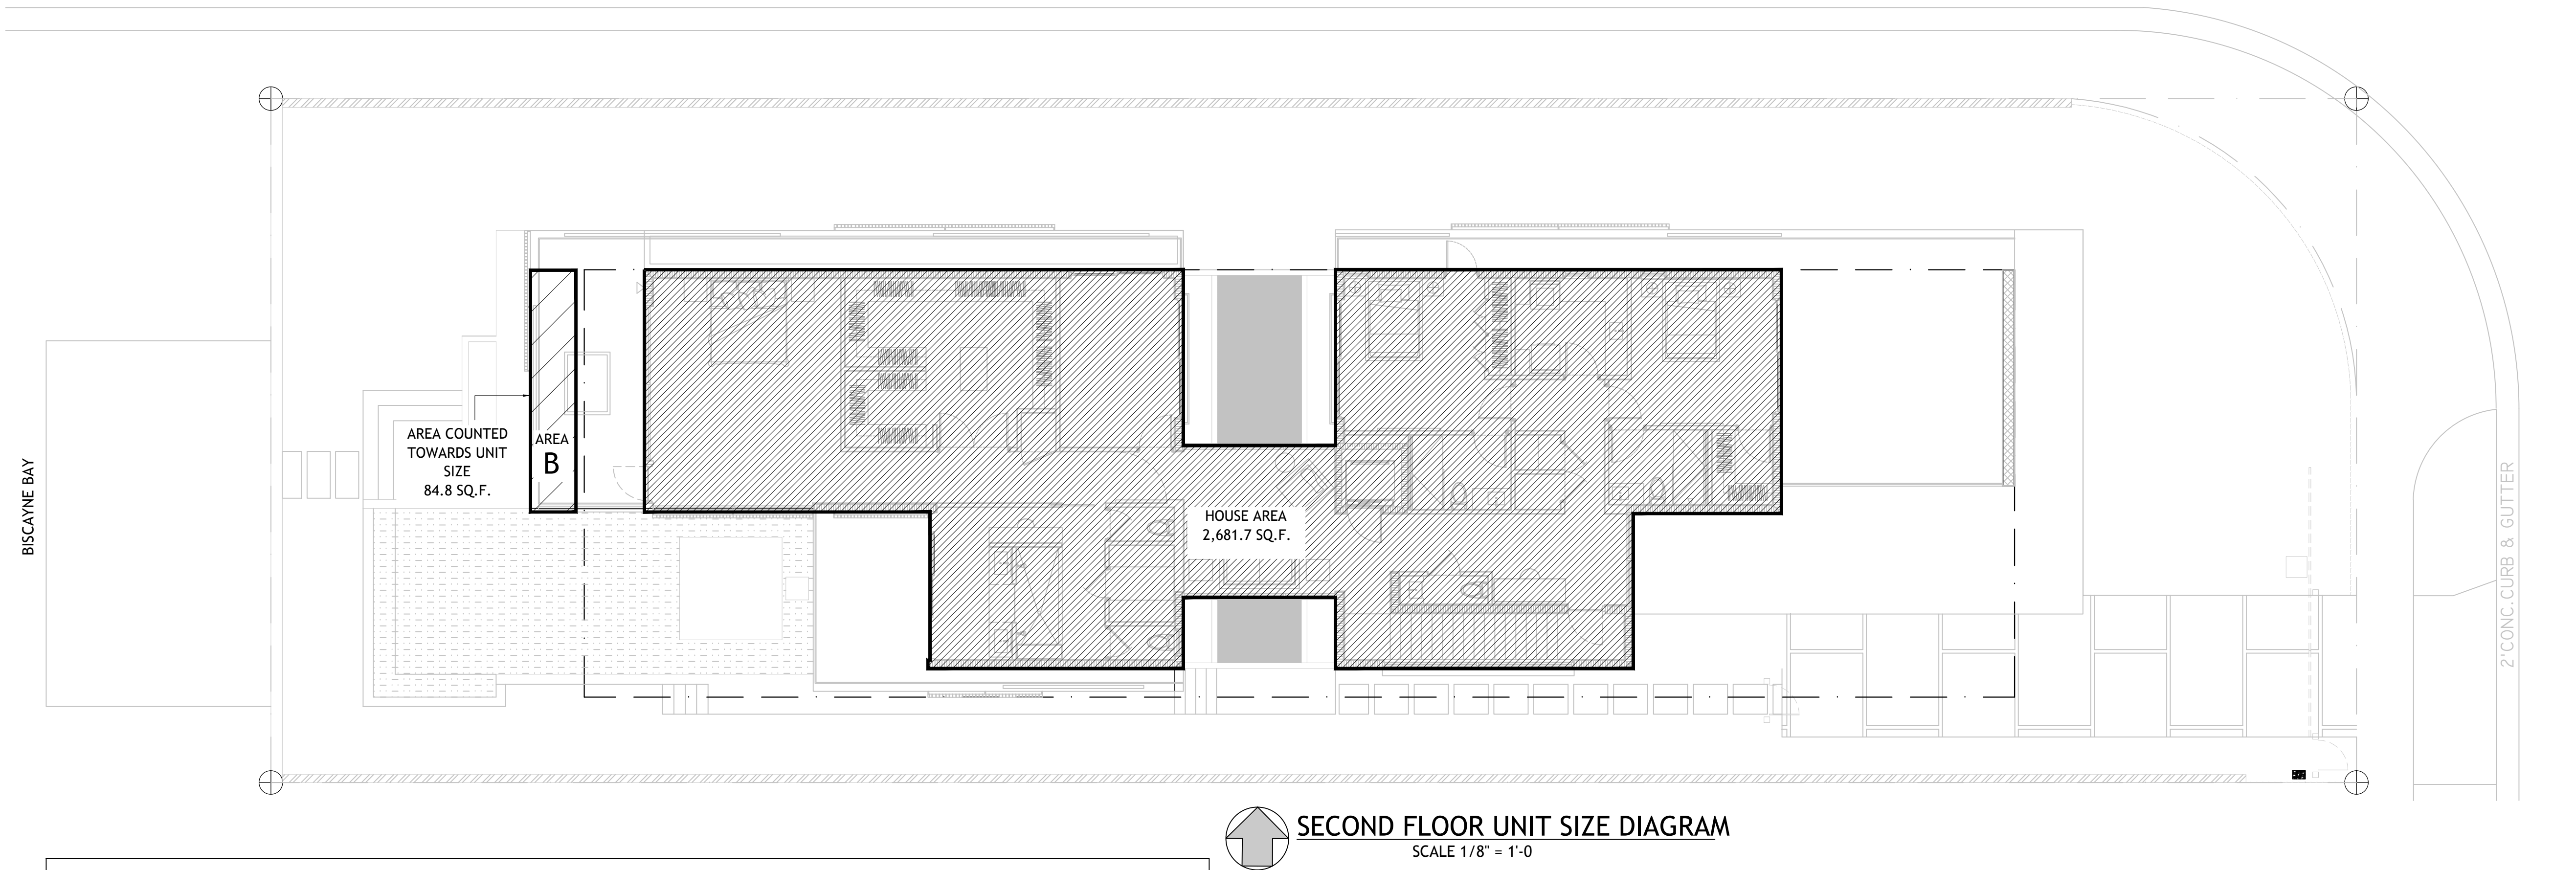 BISCAYNE BAY
AREA COUNTED
TOWARDS UNIT
SIZE
84.8 SQ.F.
AREA
B
HOUSE AREA
2,681.7 SQ.F.
2'CONC.CURB & GUTTER
SECOND FLOOR UNIT SIZE DIAGRAM
SCALE 1/8" = 1'-0